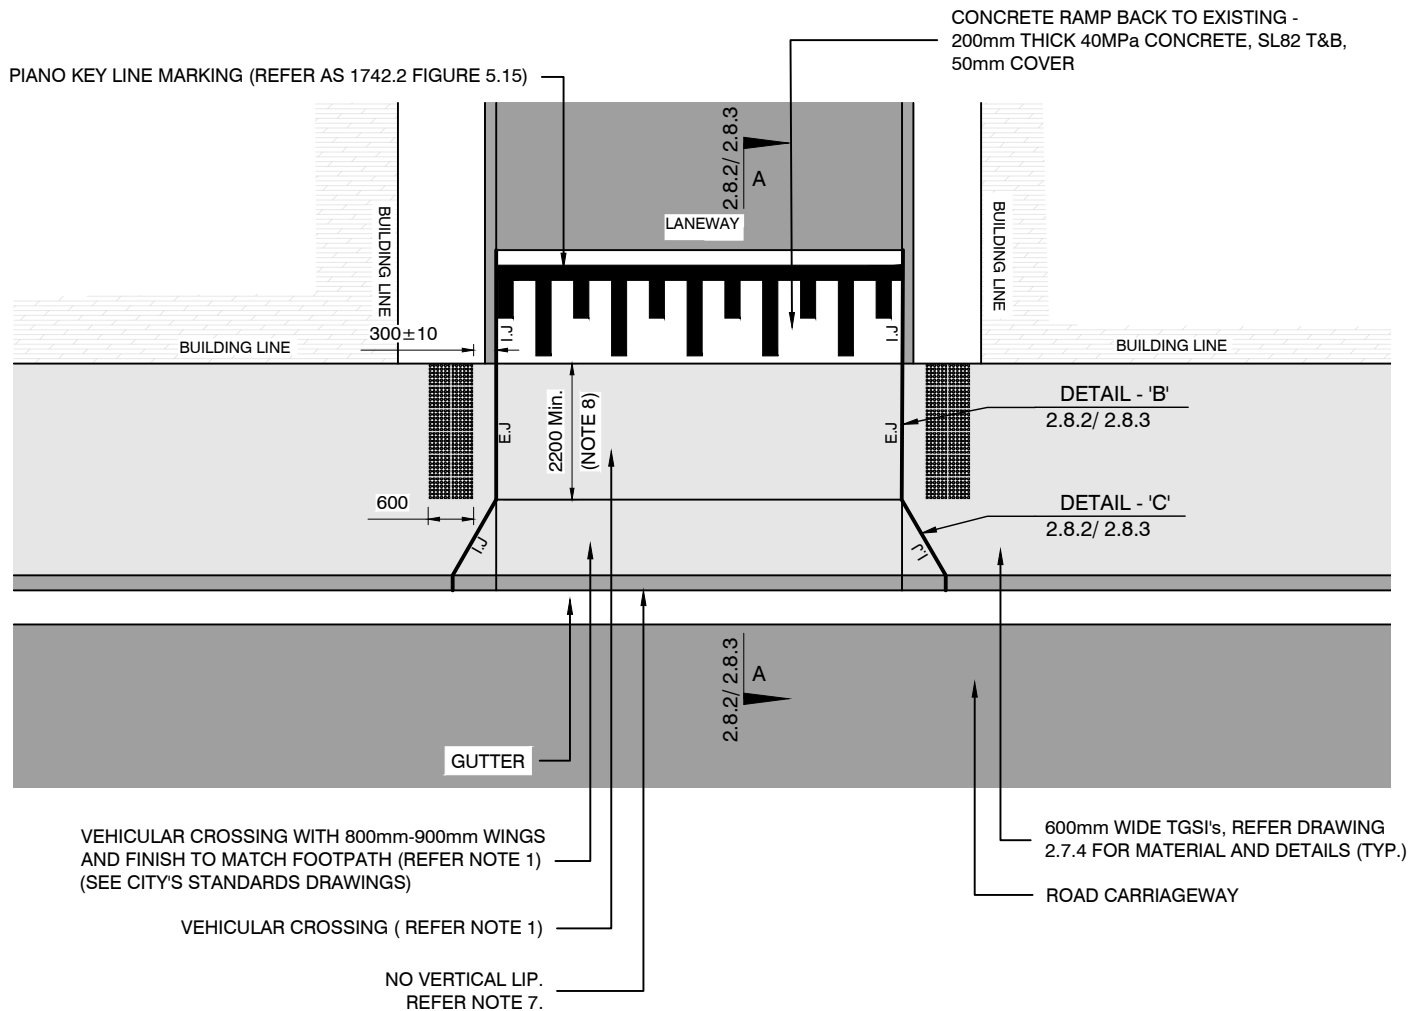 CONCRETE RAMP BACK TO EXISTING -
200mm THICK 40MPa CONCRETE, SL82 T&B,
50mm COVER
PIANO KEY LINE MARKING (REFER AS 1742.2 FIGURE 5.15)
2.8.2/ 2.8.3
A
LANEWAY
BUILDING LINE
BUILDING LINE
300±10
I.J
I.J
BUILDING LINE
BUILDING LINE
2200 Min.
(NOTE 8)
E.J
E.J
DETAIL - 'B'
2.8.2/ 2.8.3
600
DETAIL - 'C'
2.8.2/ 2.8.3
I.J
I.J
2.8.2/ 2.8.3
A
GUTTER
VEHICULAR CROSSING WITH 800mm-900mm WINGS
AND FINISH TO MATCH FOOTPATH (REFER NOTE 1)
(SEE CITY'S STANDARDS DRAWINGS)
600mm WIDE TGSI's, REFER DRAWING
2.7.4 FOR MATERIAL AND DETAILS (TYP.)
ROAD CARRIAGEWAY
VEHICULAR CROSSING ( REFER NOTE 1)
NO VERTICAL LIP.
REFER NOTE 7.